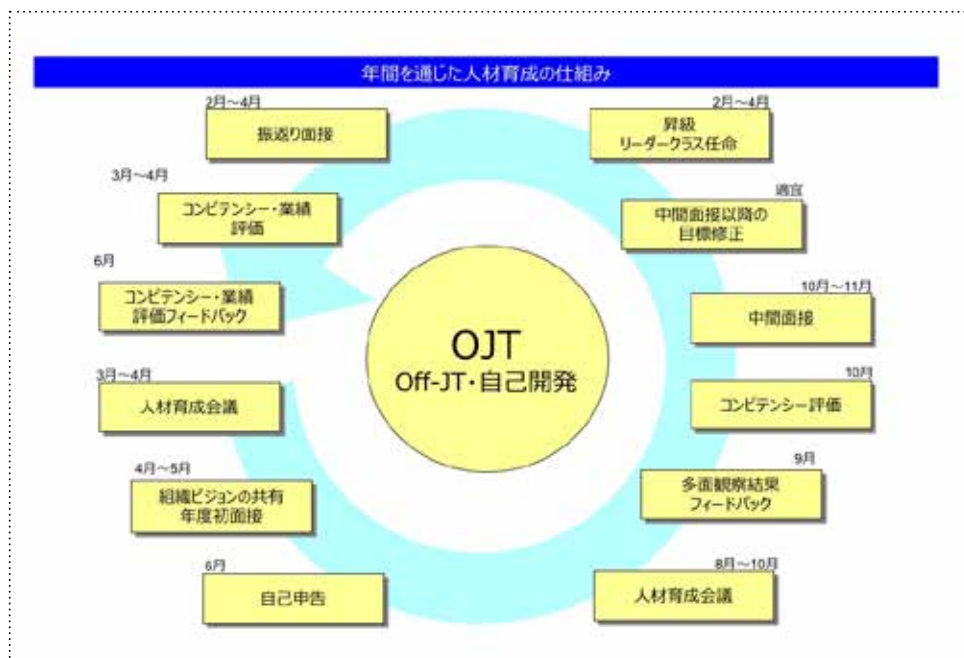 年間を通じた人材育成の仕組み
2月～4月
振返り面接
2月～4月
昇級
リーダークラス任命
3月～4月
コンピテンシー・業績
評価
適宜
中間面接以降の
目標修正
6月
コンピテンシー・業績
評価フィードバック
10月～11月
中間面接
OJT
Off-JT・自己開発
3月～4月
人材育成会議
10月
コンピテンシー評価
4月～5月
組織ビジョンの共有
年度初面接
9月
多面観察結果
フィードバック
6月
自己申告
8月～10月
人材育成会議